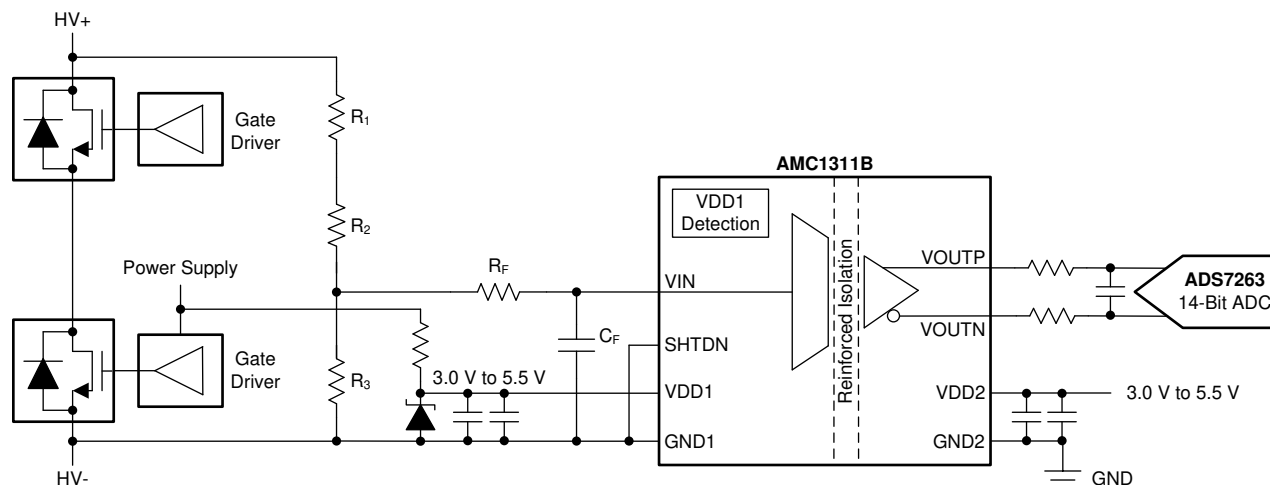 HV+
Gate
Driver
R1
AMC1311B
VDD1
Detection
R2
Power Supply
RF
VIN
Reinforced Isolation
VOUTP
ADS7263
14-Bit ADC
VOUTN
CF
SHTDN
Gate
Driver
R3
3.0 V to 5.5 V
VDD1
VDD2
3.0 V to 5.5 V
GND1
GND2
HV-
GND